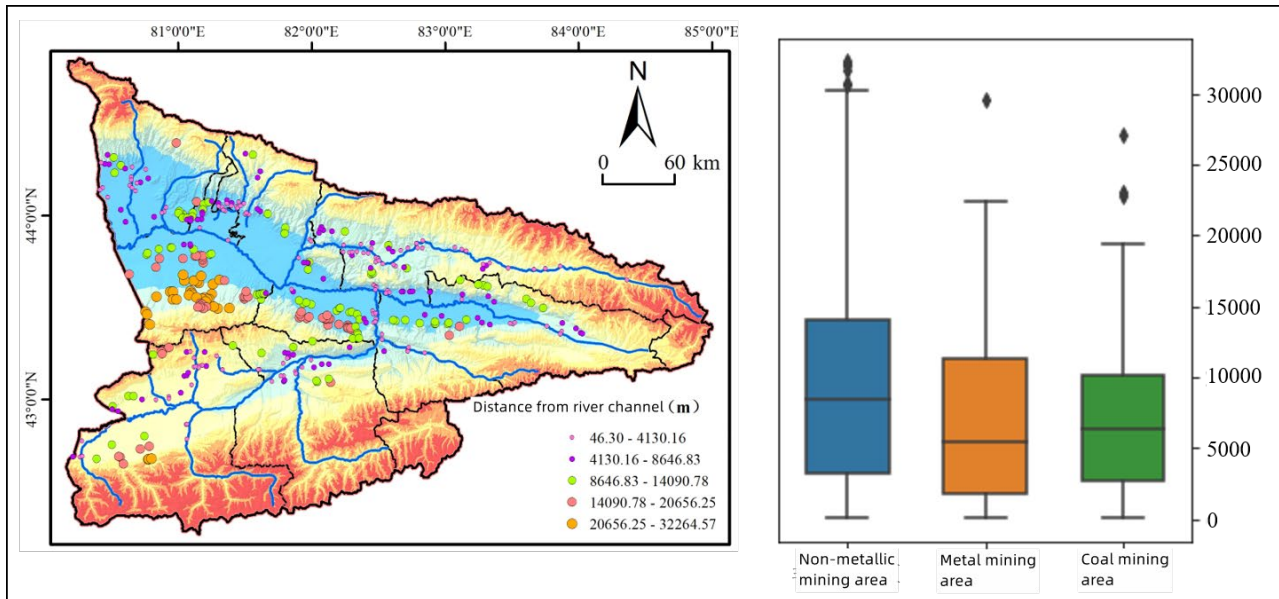 81°0'0"E
82°0'0"E
83°0'0"E
84°0'0"E
85°0'0"E
44°0'0"N
43°0'0"N
N
0 60 km
Distance from river channel（m）
46.30 - 4130.16
4130.16 - 8646.83
8646.83 - 14090.78
14090.78 - 20656.25
20656.25 - 32264.57
30000
25000
20000
15000
10000
5000
0
Non-metallic
mining area
Metal mining
area
Coal mining
area